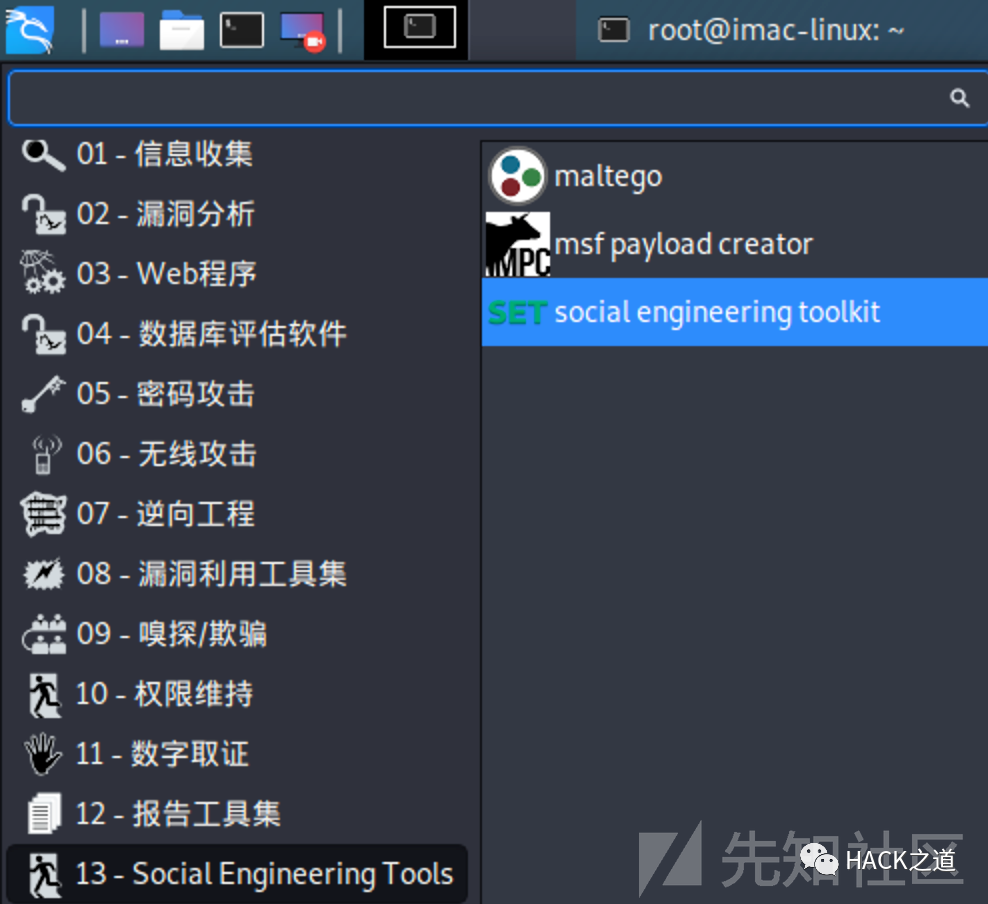 root@imac-linux: ~
01 - 信息收集
02 - 漏洞分析
03 - Web程序
04 - 数据库评估软件
05 - 密码攻击
06 - 无线攻击
07 - 逆向工程
08 - 漏洞利用工具集
09 - 嗅探/欺骗
10 - 权限维持
11 - 数字取证
12 - 报告工具集
13 - Social Engineering Tools
maltego
MPC
msf payload creator
SET social engineering toolkit
先知社区
HACK之道